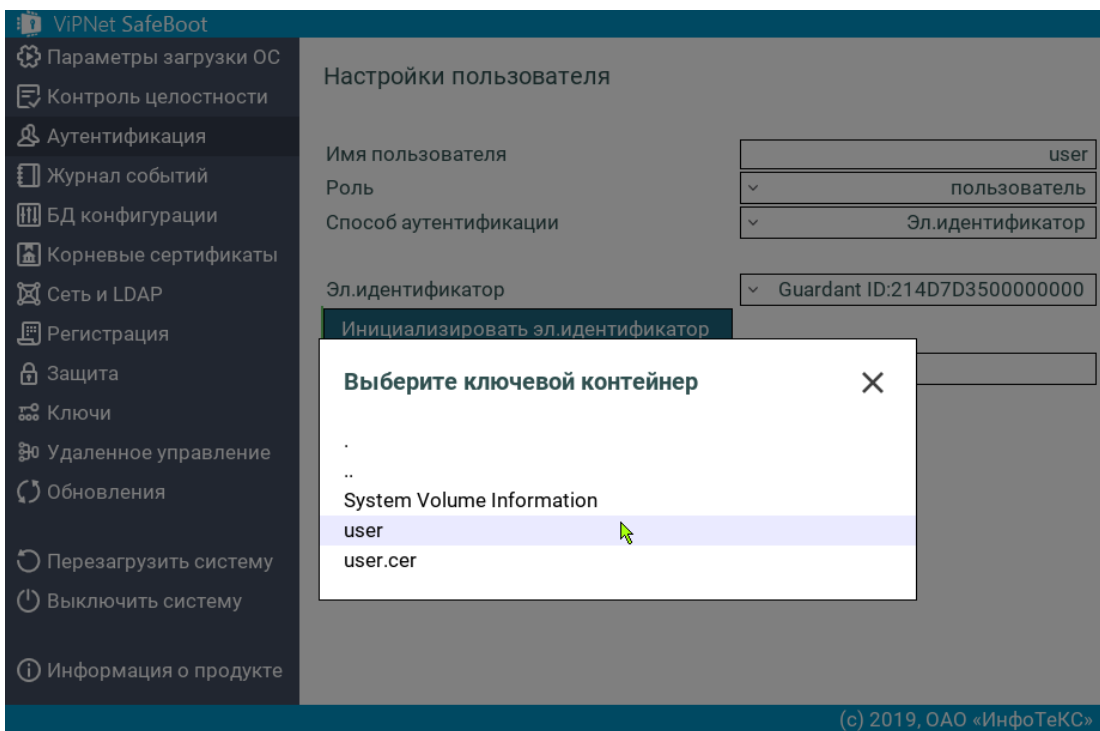 ViPNet SafeBoot
Параметры загрузки ОС
Контроль целостности
Аутентификация
Журнал событий
БД конфигурации
Корневые сертификаты
Сеть и LDAP
Регистрация
Защита
Ключи
Удаленное управление
Обновления
Перезагрузить систему
Выключить систему
Информация о продукте
Настройки пользователя
Имя пользователя user
Роль пользователь
Способ аутентификации Эл.идентификатор
Эл.идентификатор Guardant ID:214D7D3500000000
Инициализировать эл.идентификатор
Выберите ключевой контейнер
.
..
System Volume Information
user
user.cer
(c) 2019, ОАО «ИнфоТеКС»